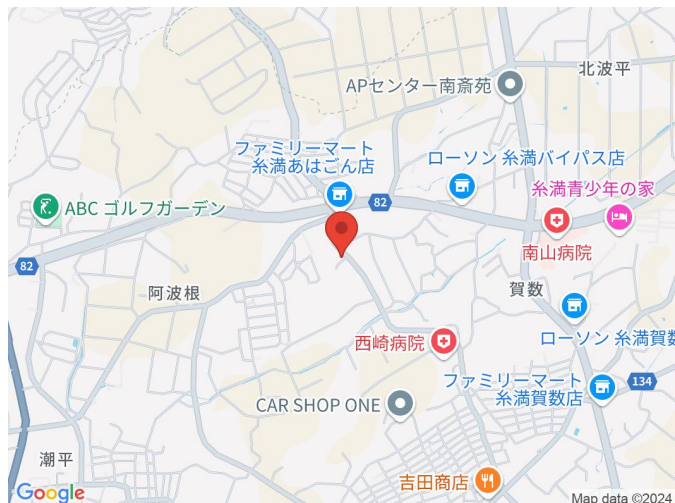 北波平
APセンター南斎苑
ファミリーマート
糸満あはごん店
ローソン 糸満バイパス店
糸満青少年の家
82
ABC ゴルフガーデン
南山病院
82
阿波根
賀数
ローソン 糸満賀数
西崎病院
ファミリーマート
糸満賀数店
134
CAR SHOP ONE
潮平
吉田商店
Google
Map data ©2024